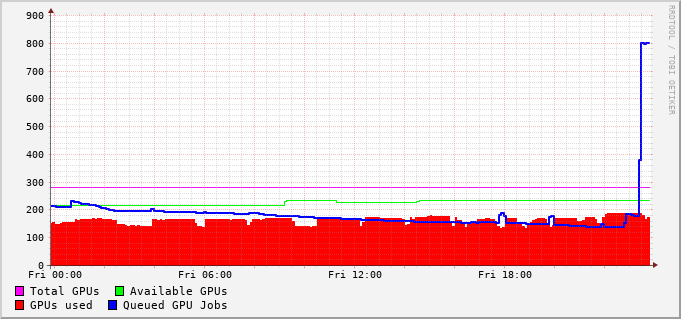 900
800
700
600
500
400
300
200
100
0
Fri 00:00 Fri 06:00 Fri 12:00 Fri 18:00
Total GPUs Available GPUs
GPUs used Queued GPU Jobs
RRDTOOL / TOBI OETIKER